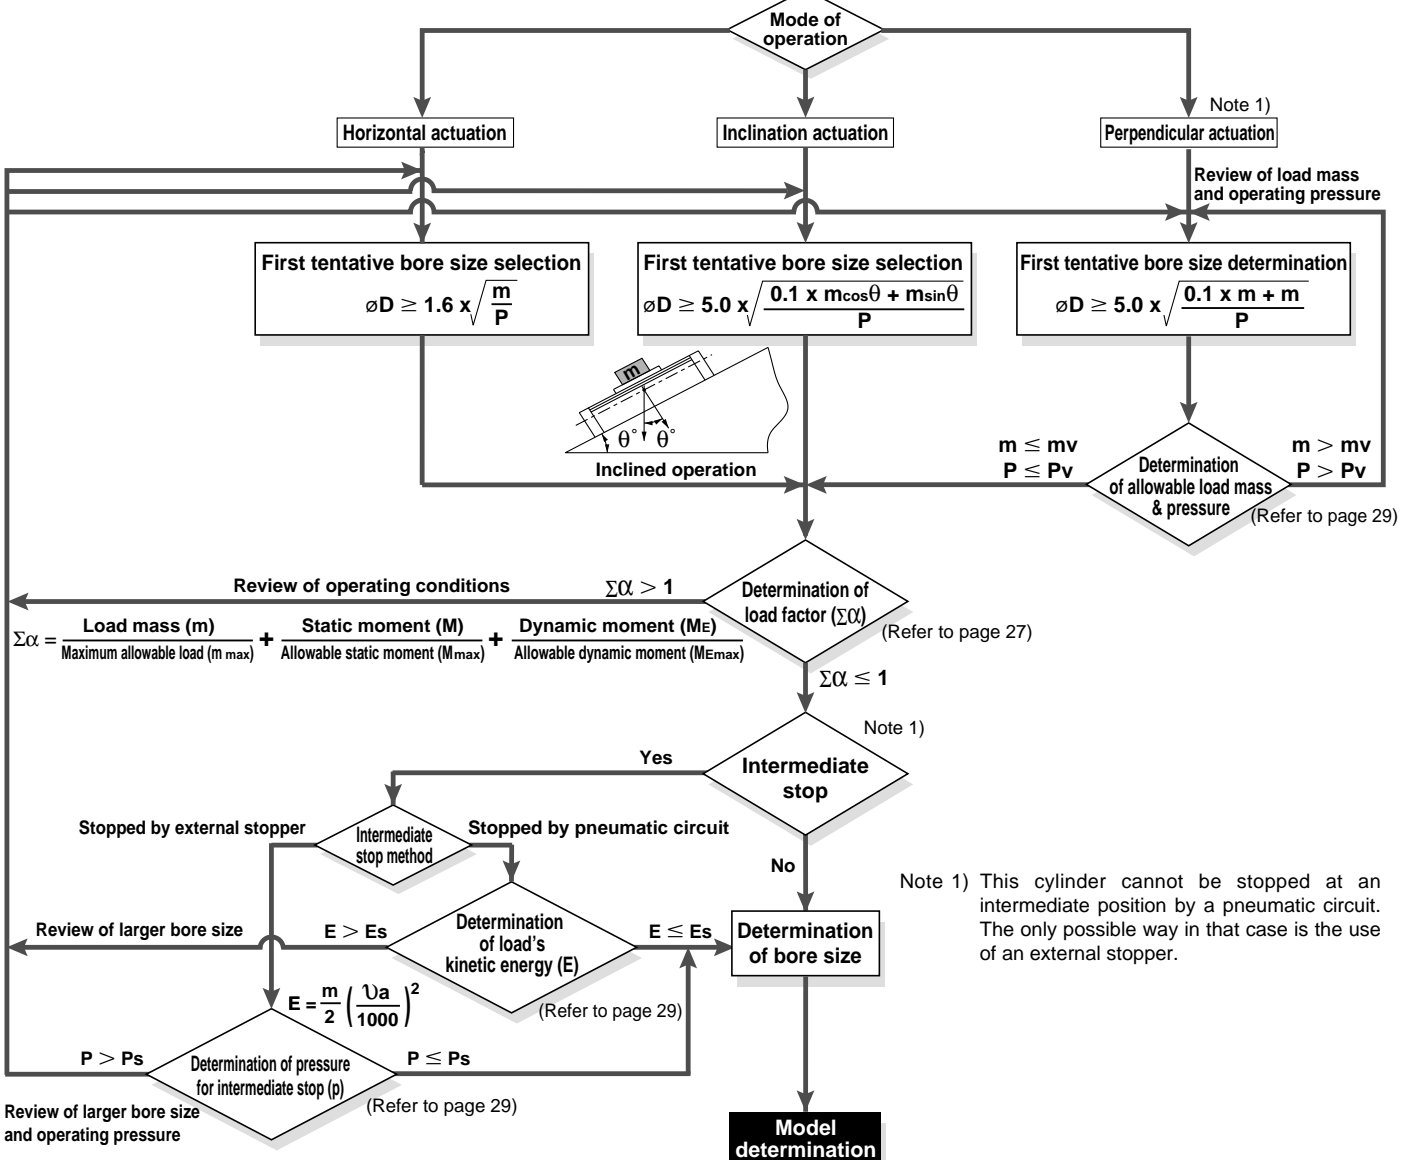 Mode of
operation
Note 1)
Horizontal actuation
Inclination actuation
Perpendicular actuation
Review of load mass
and operating pressure
First tentative bore size selection
øD ≥ 1.6 x √(m/P)
First tentative bore size selection
øD ≥ 5.0 x √((0.1 x mcosθ + msinθ)/P)
First tentative bore size determination
øD ≥ 5.0 x √((0.1 x m + m)/P)
m
θ° θ°
Inclined operation
m ≤ mv
P ≤ Pv
Determination
of allowable load mass
& pressure
m > mv
P > Pv
(Refer to page 29)
Review of operating conditions
Σα > 1
Determination of
load factor (Σα)
(Refer to page 27)
Σα = Load mass (m)/Maximum allowable load (m max) + Static moment (M)/Allowable static moment (Mmax) + Dynamic moment (ME)/Allowable dynamic moment (MEmax)
Σα ≤ 1
Note 1)
Intermediate
stop
Yes
No
Stopped by external stopper
Intermediate
stop method
Stopped by pneumatic circuit
Note 1) This cylinder cannot be stopped at an
intermediate position by a pneumatic circuit.
The only possible way in that case is the use
of an external stopper.
Review of larger bore size
E > Es
Determination
of load's
kinetic energy (E)
E ≤ Es
Determination
of bore size
E = m/2 (υa/1000)²
(Refer to page 29)
P > Ps
Determination of pressure
for intermediate stop (p)
P ≤ Ps
(Refer to page 29)
Review of larger bore size
and operating pressure
Model
determination